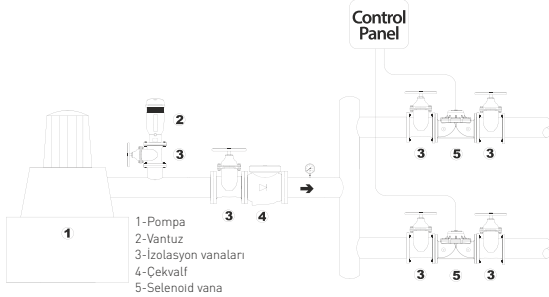 Control
Panel
2
3
3
5
3
1
3
4
3
5
3
1-Pompa
2-Vantuz
3-İzolasyon vanaları
4-Çekvalf
5-Selenoid vana